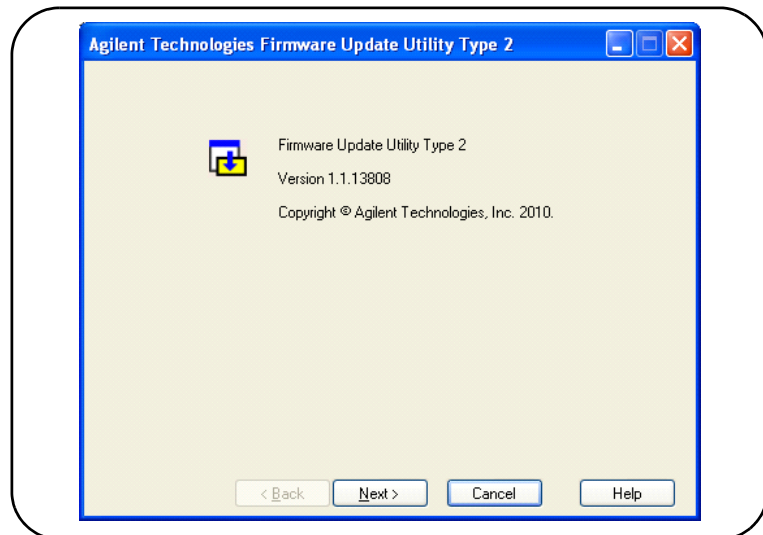 Agilent Technologies Firmware Update Utility Type 2
Firmware Update Utility Type 2
Version 1.1.13808
Copyright © Agilent Technologies, Inc. 2010.
< Back Next > Cancel Help